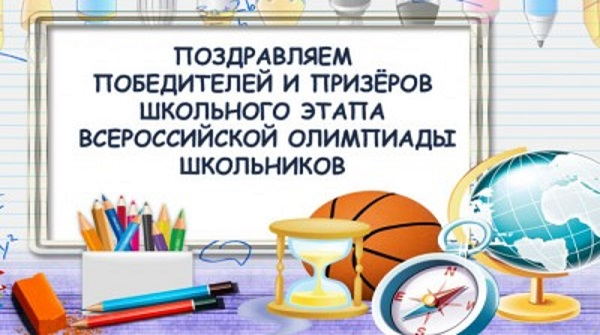 ПОЗДРАВЛЯЕМ
ПОБЕДИТЕЛЕЙ И ПРИЗЁРОВ
ШКОЛЬНОГО ЭТАПА
ВСЕРОССИЙСКОЙ ОЛИМПИАДЫ
ШКОЛЬНИКОВ
N
E
S